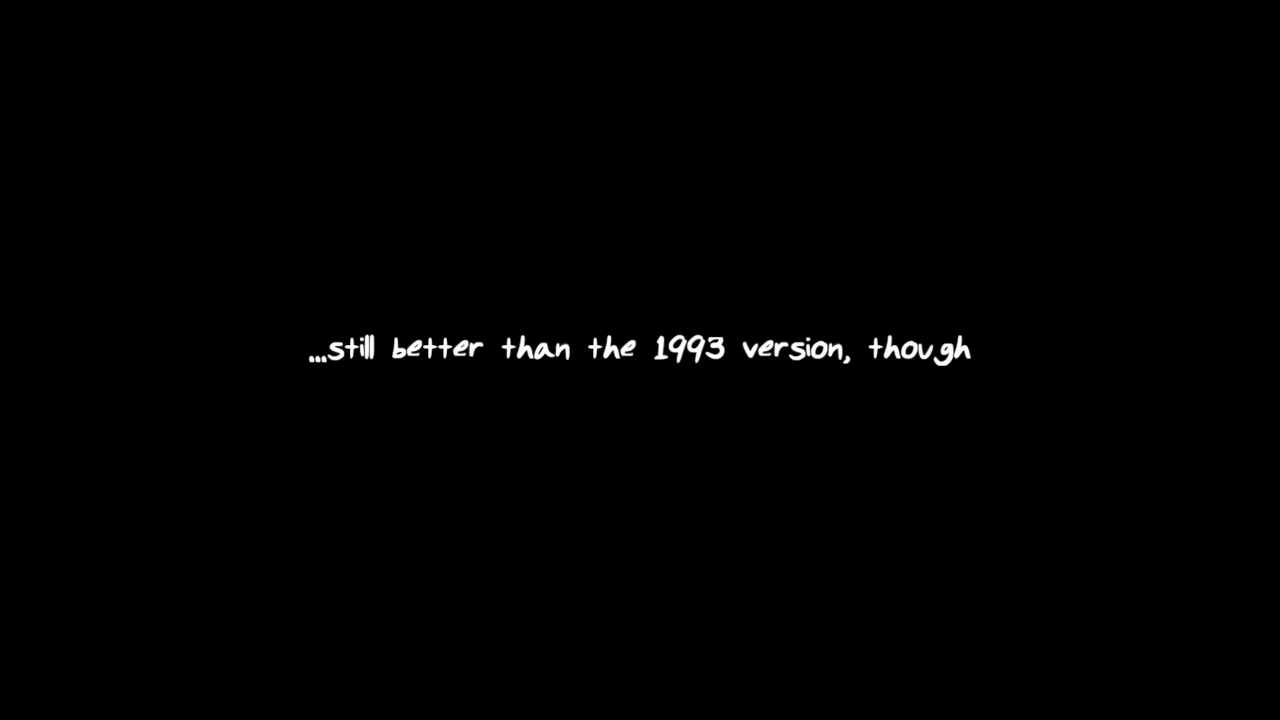 ...still better than the 1993 version, though